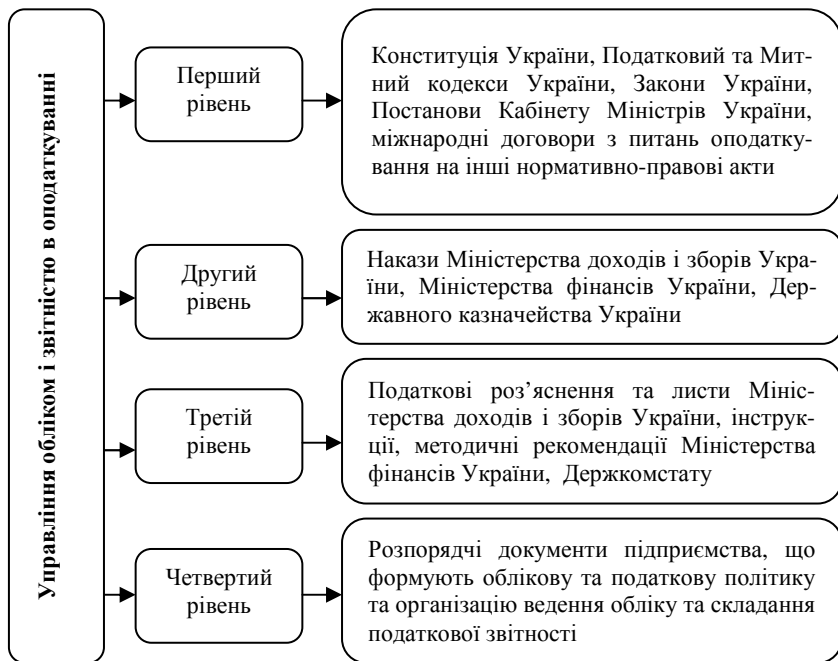 Управління обліком і звітністю в оподаткуванні
Перший
рівень
Конституція України, Податковий та Мит-
ний кодекси України, Закони України,
Постанови Кабінету Міністрів України,
міжнародні договори з питань оподатку-
вання на інші нормативно-правові акти
Другий
рівень
Накази Міністерства доходів і зборів Укра-
їни, Міністерства фінансів України, Дер-
жавного казначейства України
Третій
рівень
Податкові роз’яснення та листи Мініс-
терства доходів і зборів України, інструк-
ції, методичні рекомендації Міністерства
фінансів України, Держкомстату
Четвертий
рівень
Розпорядчі документи підприємства, що
формують облікову та податкову політику
та організацію ведення обліку та складання
податкової звітності